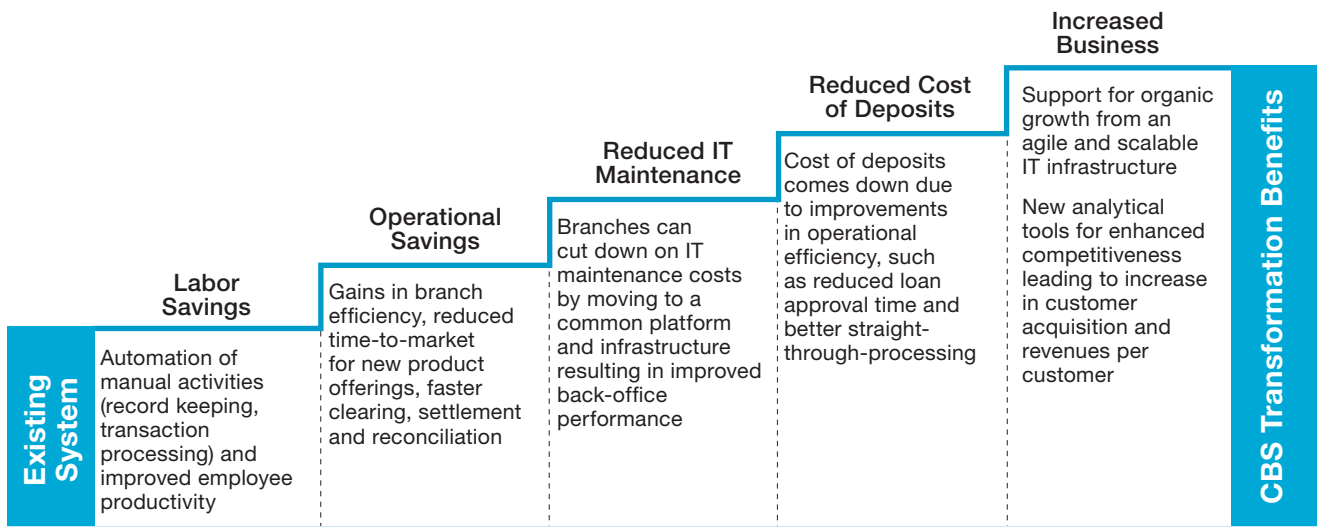 Existing
System
Labor
Savings
Automation of
manual activities
(record keeping,
transaction
processing) and
improved employee
productivity
Operational
Savings
Gains in branch
efficiency, reduced
time-to-market
for new product
offerings, faster
clearing, settlement
and reconciliation
Reduced IT
Maintenance
Branches can
cut down on IT
maintenance costs
by moving to a
common platform
and infrastructure
resulting in improved
back-office
performance
Reduced Cost
of Deposits
Cost of deposits
comes down due
to improvements
in operational
efficiency, such
as reduced loan
approval time and
better straight-
through-processing
Increased
Business
Support for organic
growth from an
agile and scalable
IT infrastructure
New analytical
tools for enhanced
competitiveness
leading to increase
in customer
acquisition and
revenues per
customer
CBS Transformation Benefits